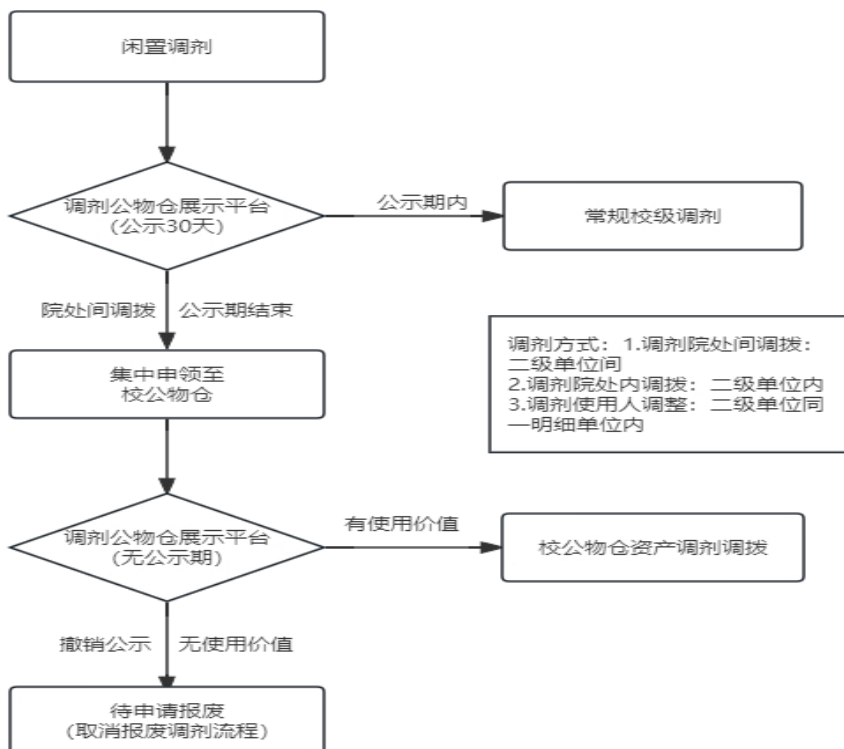 闲置调剂
调剂公物仓展示平台
(公示30天)
公示期内
常规校级调剂
院处间调拨
公示期结束
集中申领至
校公物仓
调剂方式：1.调剂院处间调拨：
二级单位间
2.调剂院处内调拨：二级单位内
3.调剂使用人调整：二级单位同
一明细单位内
调剂公物仓展示平台
(无公示期)
有使用价值
校公物仓资产调剂调拨
撤销公示
无使用价值
待申请报废
(取消报废调剂流程)